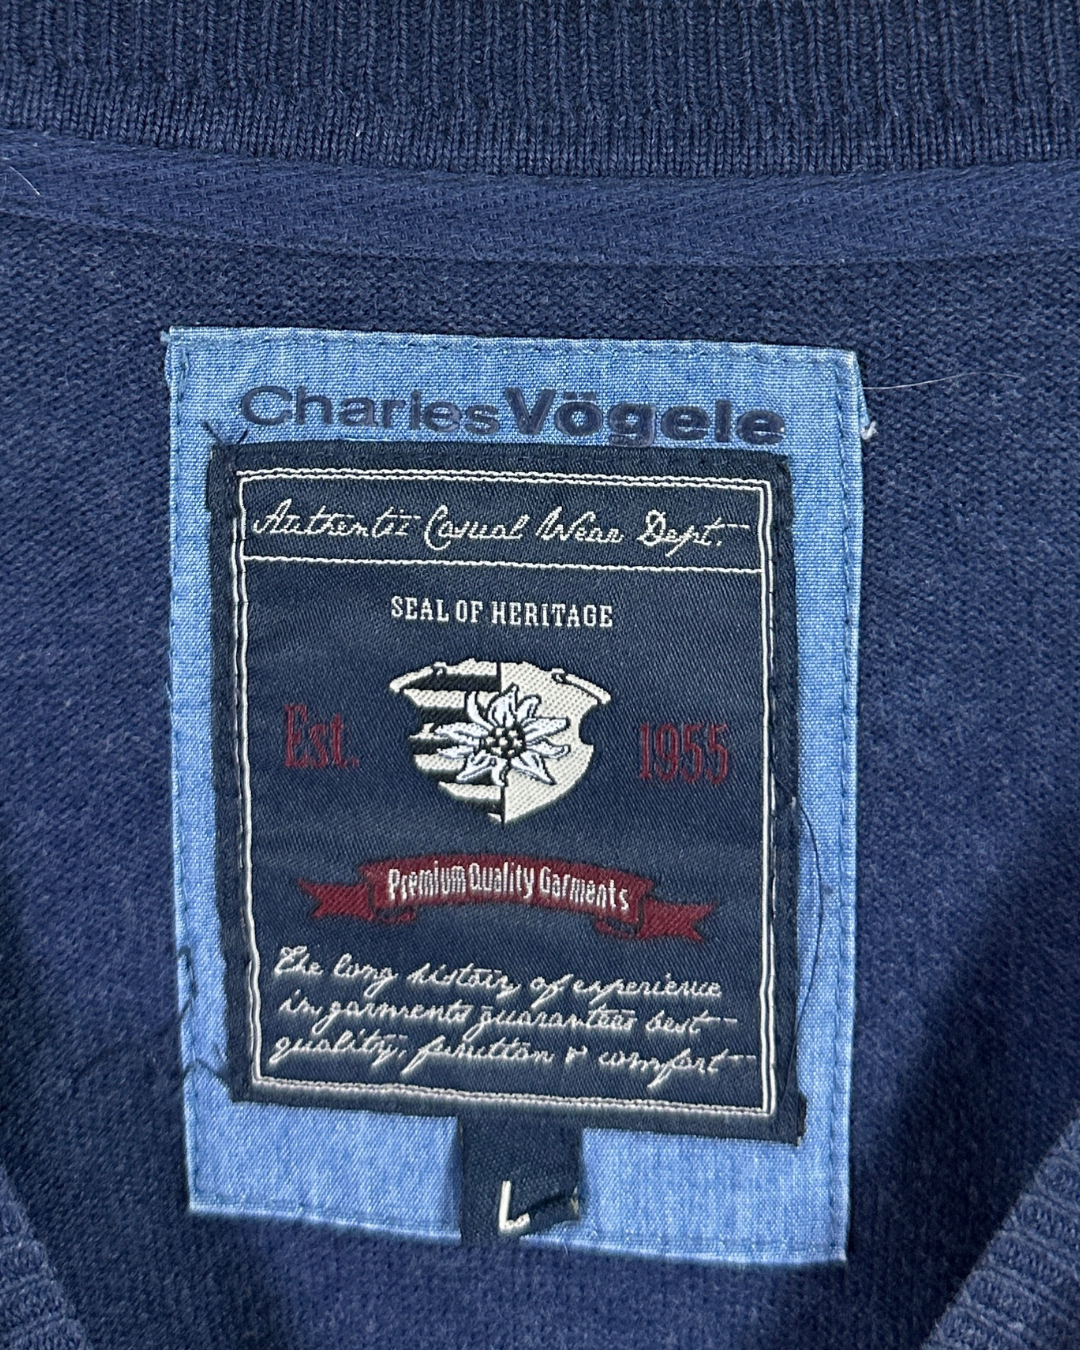 CharlesVögele
Authentic Casual Wear Dept.
SEAL OF HERITAGE
Est. 1955
Premium Quality Garments
The long history of experience
in garments guarantees best
quality, function & comfort
L